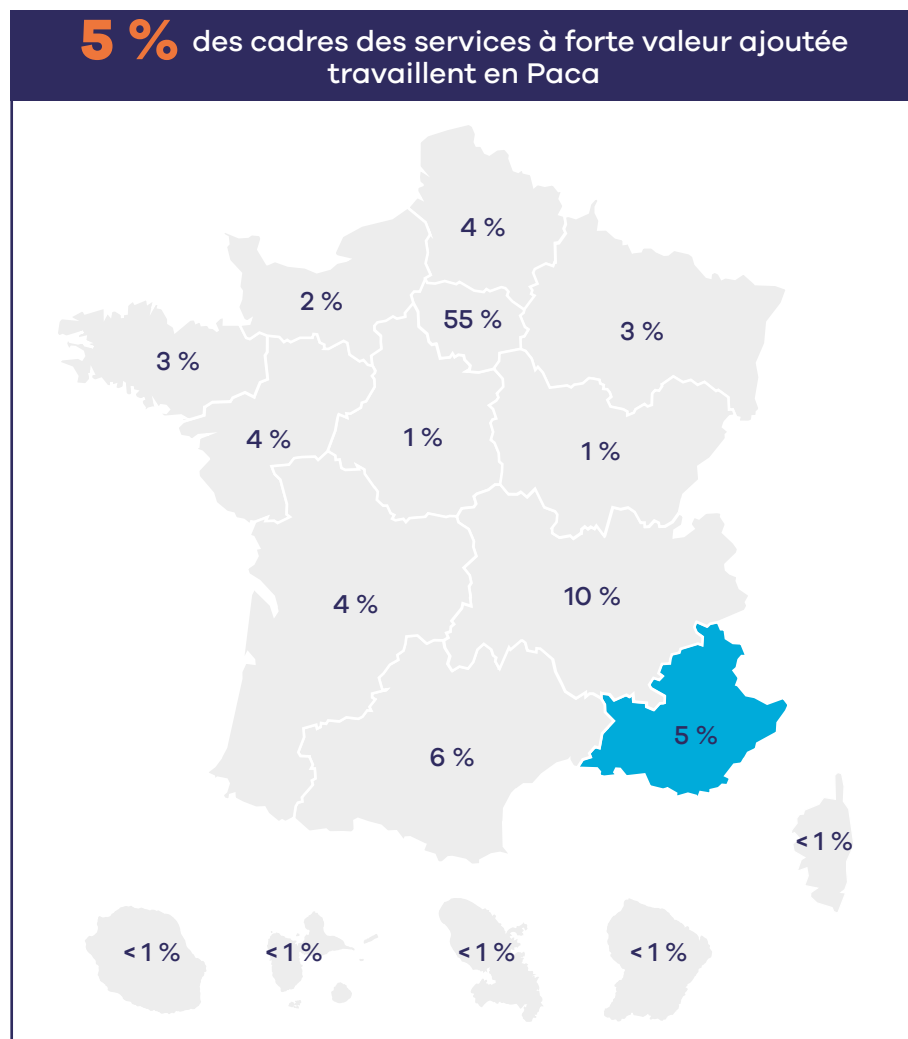 5 % des cadres des services à forte valeur ajoutée
travaillent en Paca
4 %
2 %
55 %
3 %
3 %
4 %
1 %
1 %
4 %
10 %
5 %
6 %
< 1 %
< 1 %
< 1 %
< 1 %
< 1 %